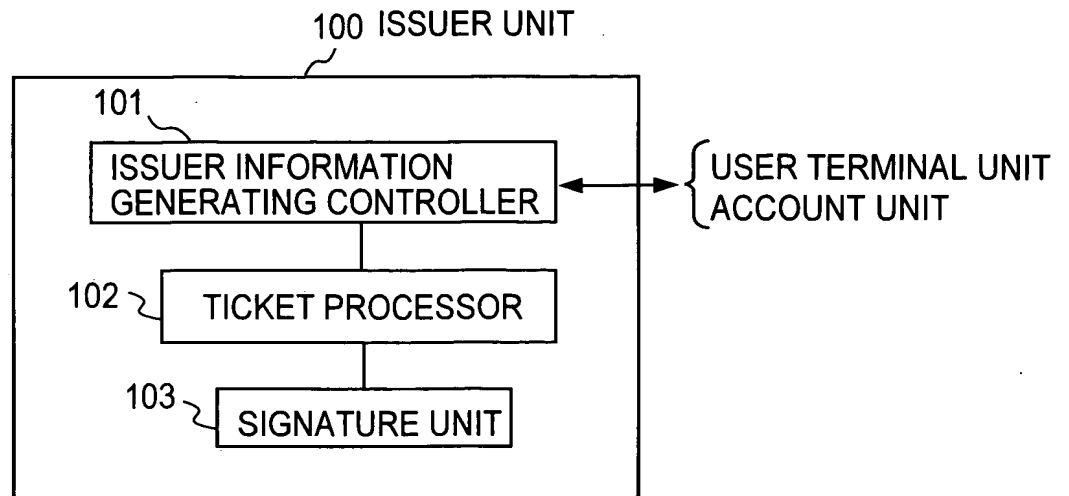 100 ISSUER UNIT
101
ISSUER INFORMATION
GENERATING CONTROLLER
USER TERMINAL UNIT
ACCOUNT UNIT
102
TICKET PROCESSOR
103
SIGNATURE UNIT